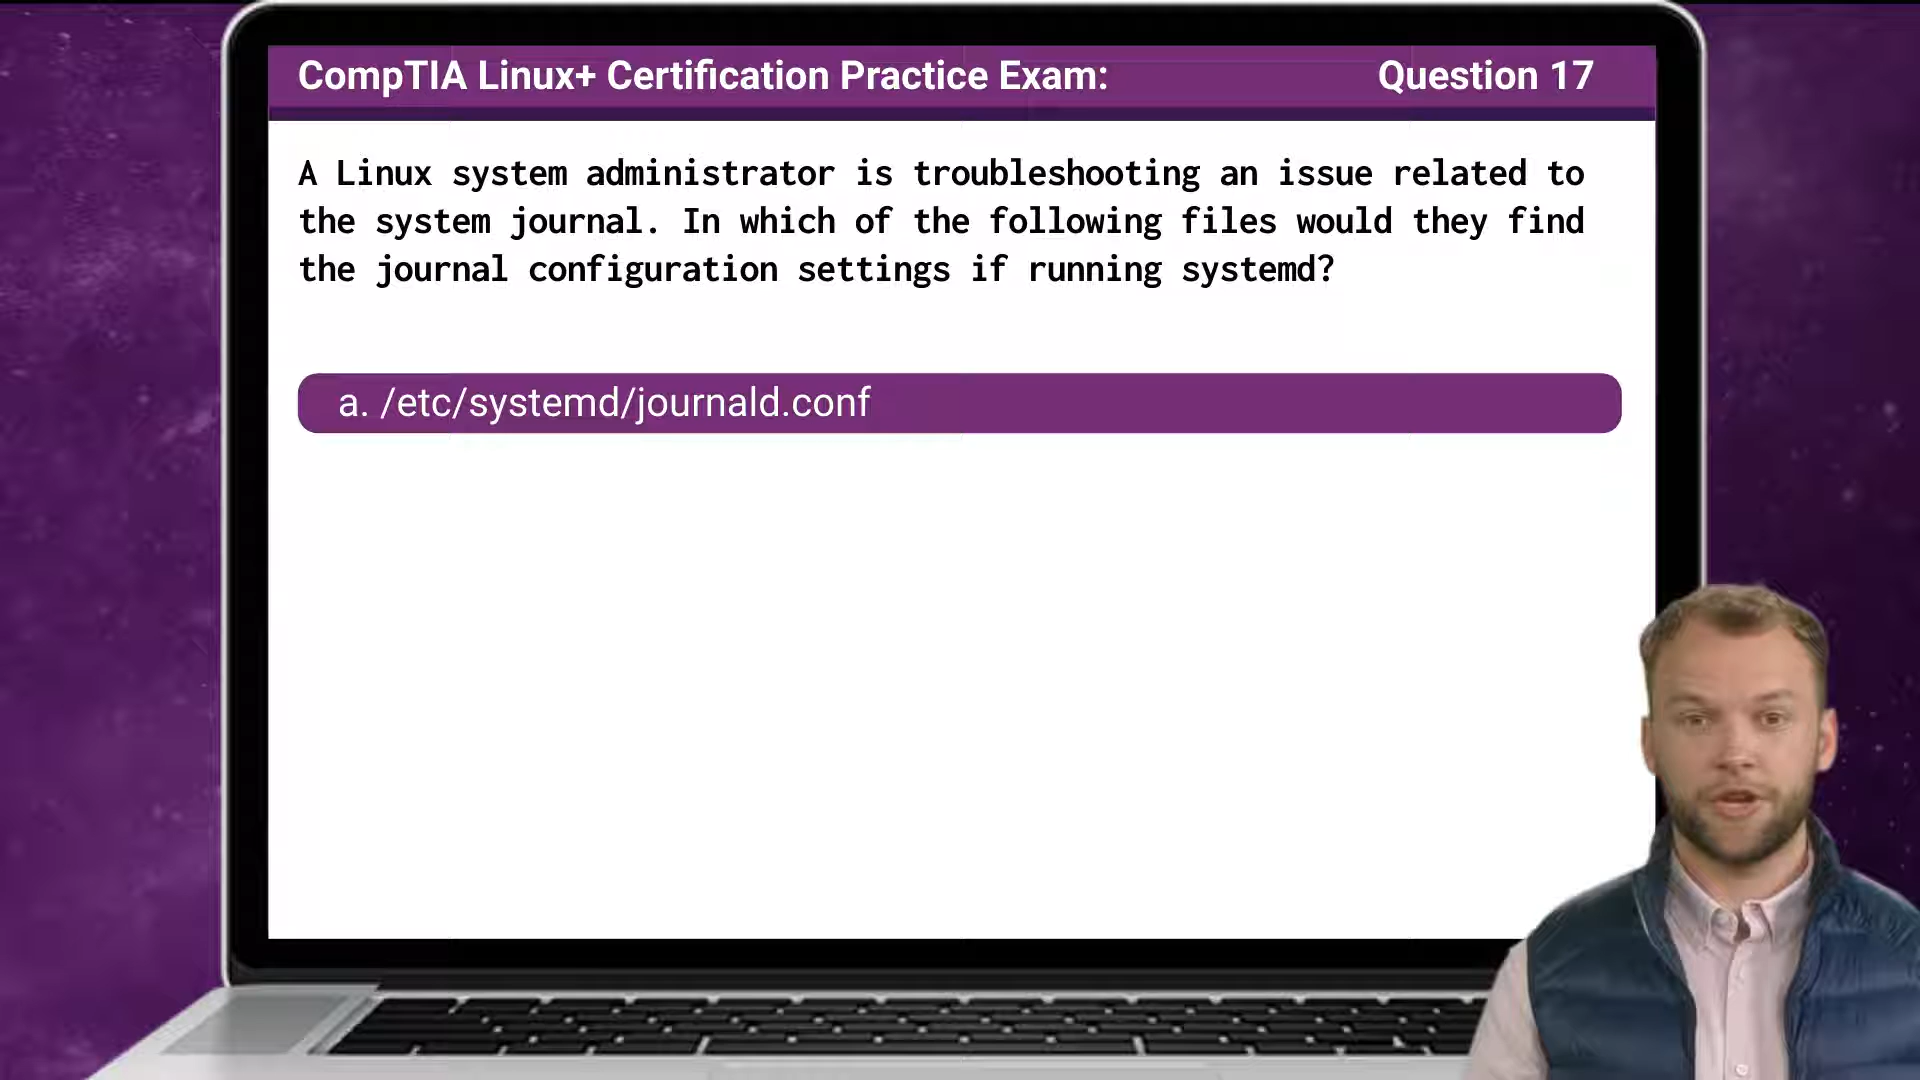 CompTIA Linux+ Certification Practice Exam:
Question 17
A Linux system administrator is troubleshooting an issue related to
the system journal. In which of the following files would they find
the journal configuration settings if running systemd?
a. /etc/systemd/journald.conf